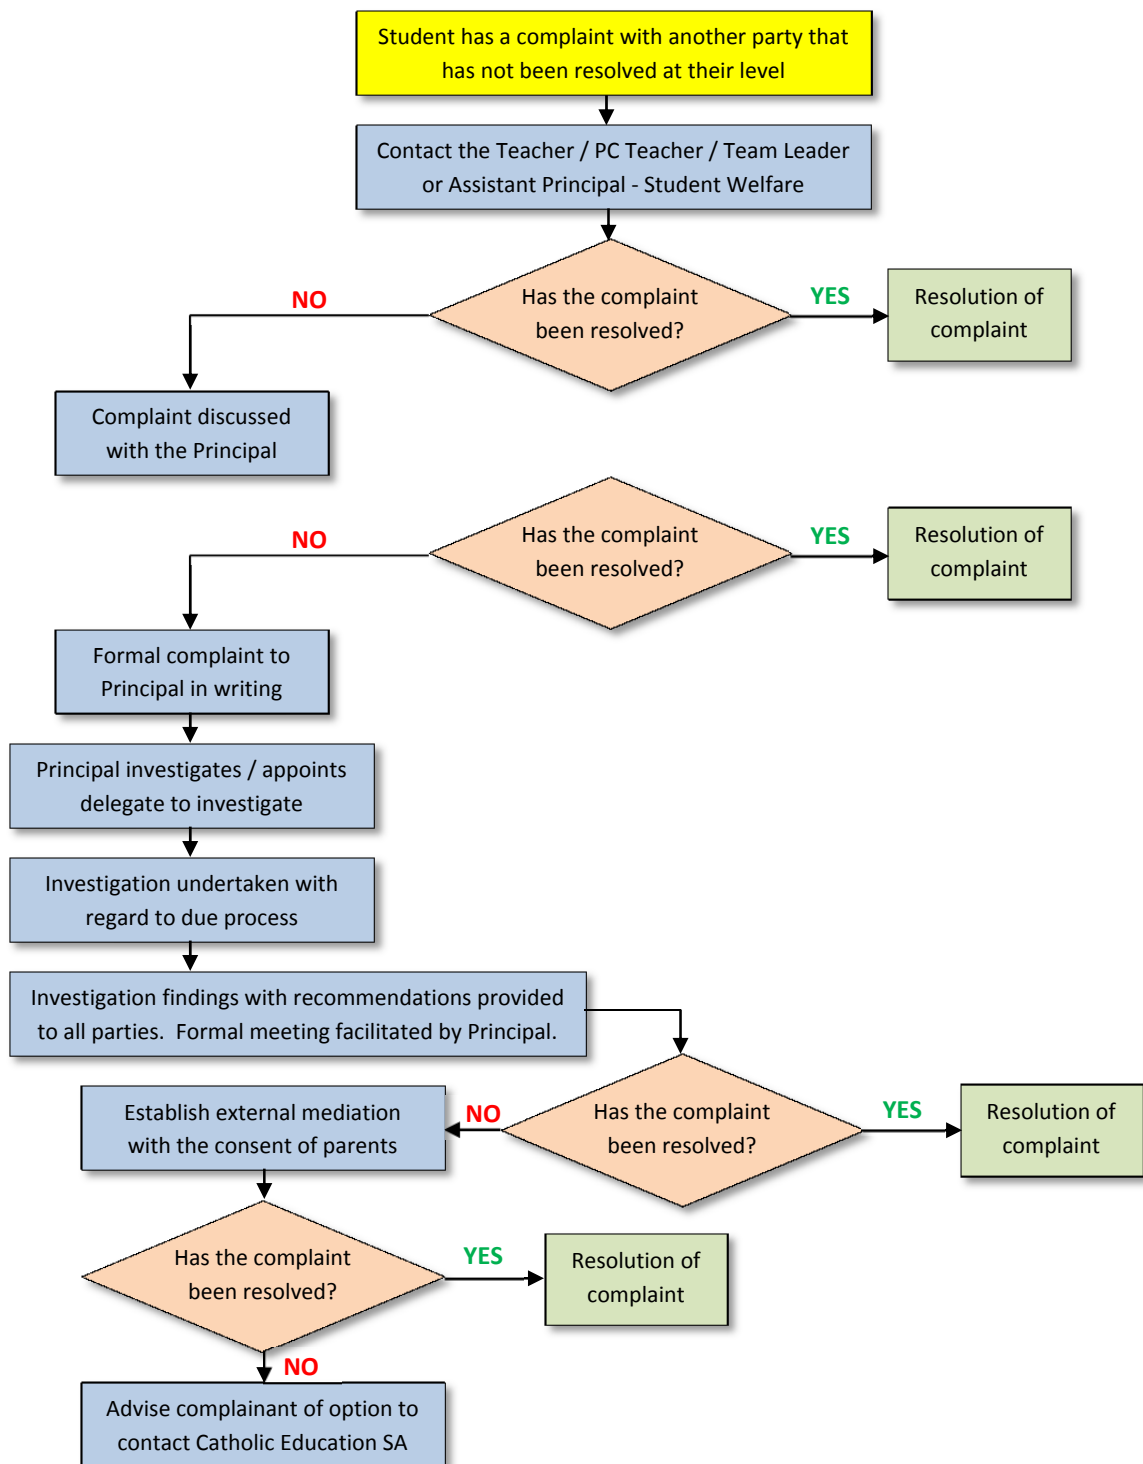 Student has a complaint with another party that
has not been resolved at their level
Contact the Teacher / PC Teacher / Team Leader
or Assistant Principal - Student Welfare
Has the complaint
been resolved?
NO
YES
Resolution of
complaint
Complaint discussed
with the Principal
Has the complaint
been resolved?
NO
YES
Resolution of
complaint
Formal complaint to
Principal in writing
Principal investigates / appoints
delegate to investigate
Investigation undertaken with
regard to due process
Investigation findings with recommendations provided
to all parties.  Formal meeting facilitated by Principal.
Has the complaint
been resolved?
YES
Resolution of
complaint
NO
Establish external mediation
with the consent of parents
Has the complaint
been resolved?
YES
Resolution of
complaint
NO
Advise complainant of option to
contact Catholic Education SA